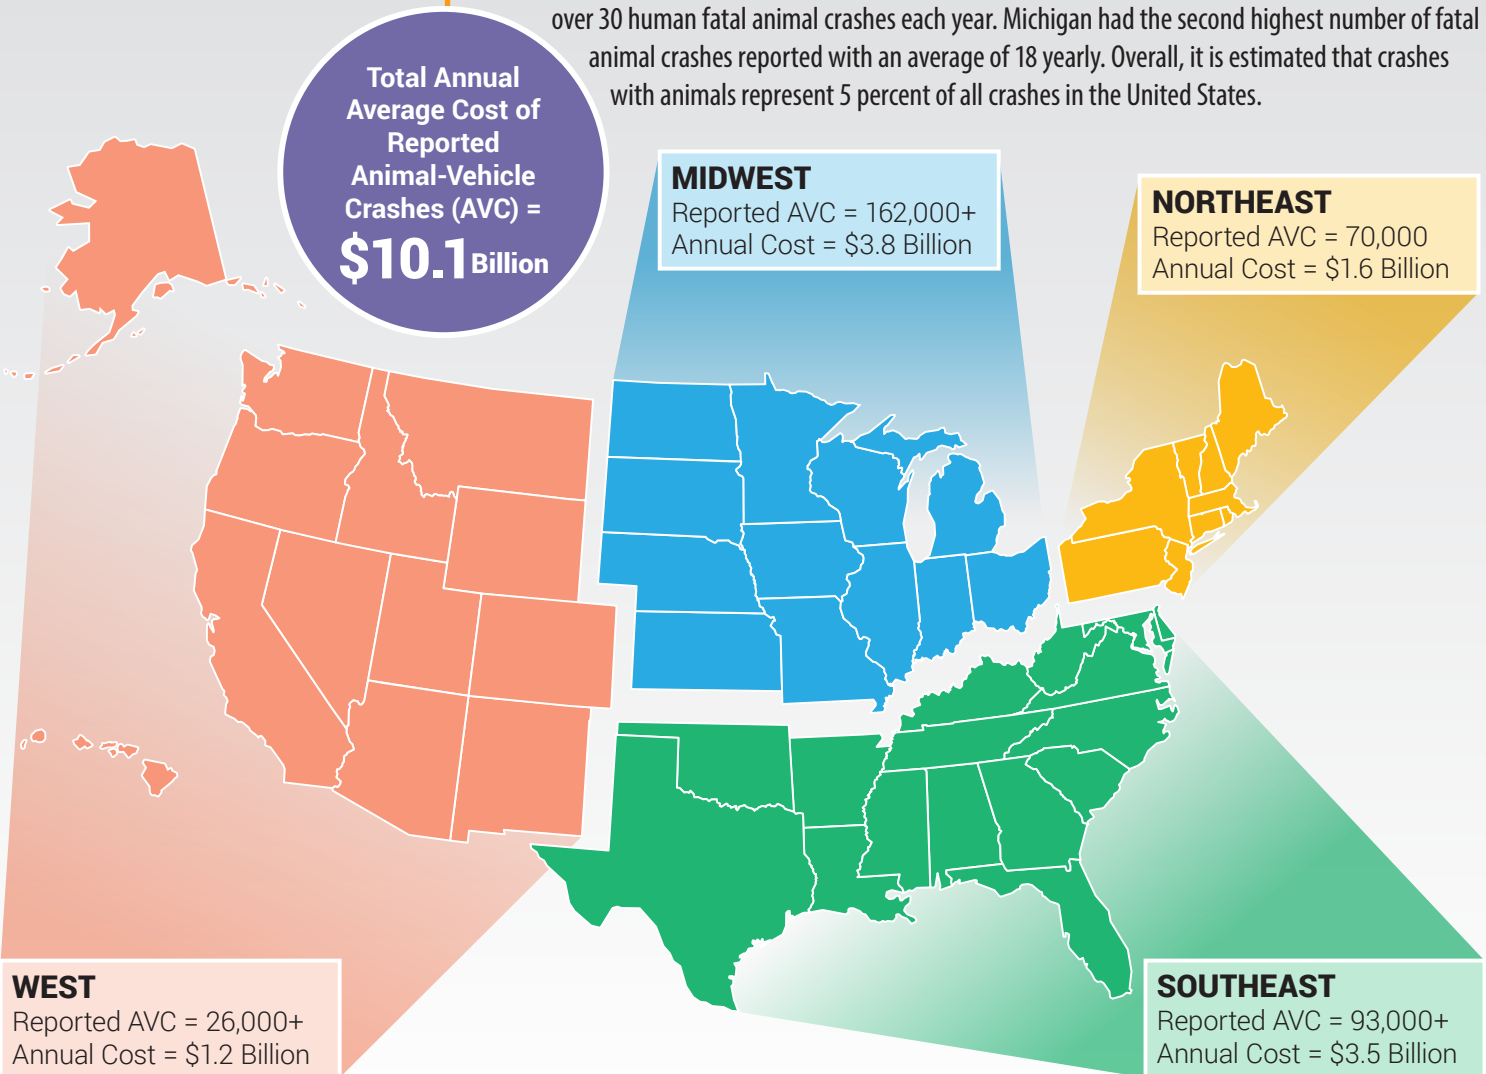 over 30 human fatal animal crashes each year. Michigan had the second highest number of fatal
animal crashes reported with an average of 18 yearly. Overall, it is estimated that crashes
with animals represent 5 percent of all crashes in the United States.
Total Annual
Average Cost of
Reported
Animal-Vehicle
Crashes (AVC) =
$10.1 Billion
MIDWEST
Reported AVC = 162,000+
Annual Cost = $3.8 Billion
NORTHEAST
Reported AVC = 70,000
Annual Cost = $1.6 Billion
WEST
Reported AVC = 26,000+
Annual Cost = $1.2 Billion
SOUTHEAST
Reported AVC = 93,000+
Annual Cost = $3.5 Billion